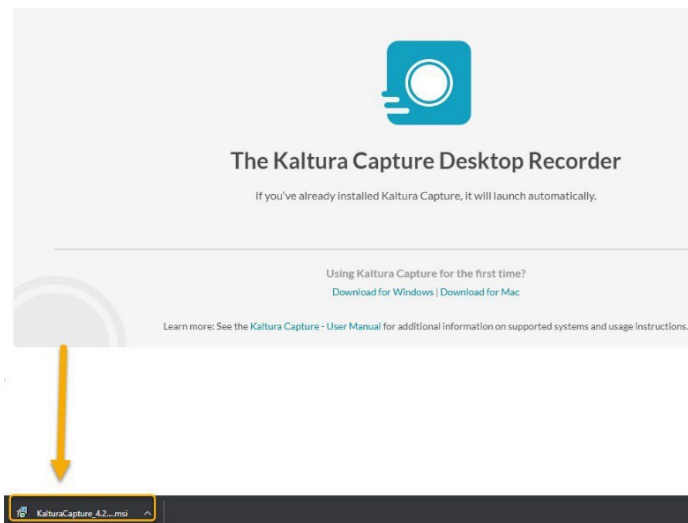 The Kaltura Capture Desktop Recorder
If you've already installed Kaltura Capture, it will launch automatically.
Using Kaltura Capture for the first time?
Download for Windows | Download for Mac
Learn more: See the Kaltura Capture - User Manual for additional information on supported systems and usage instructions.
KalturaCapture_4.2....msi